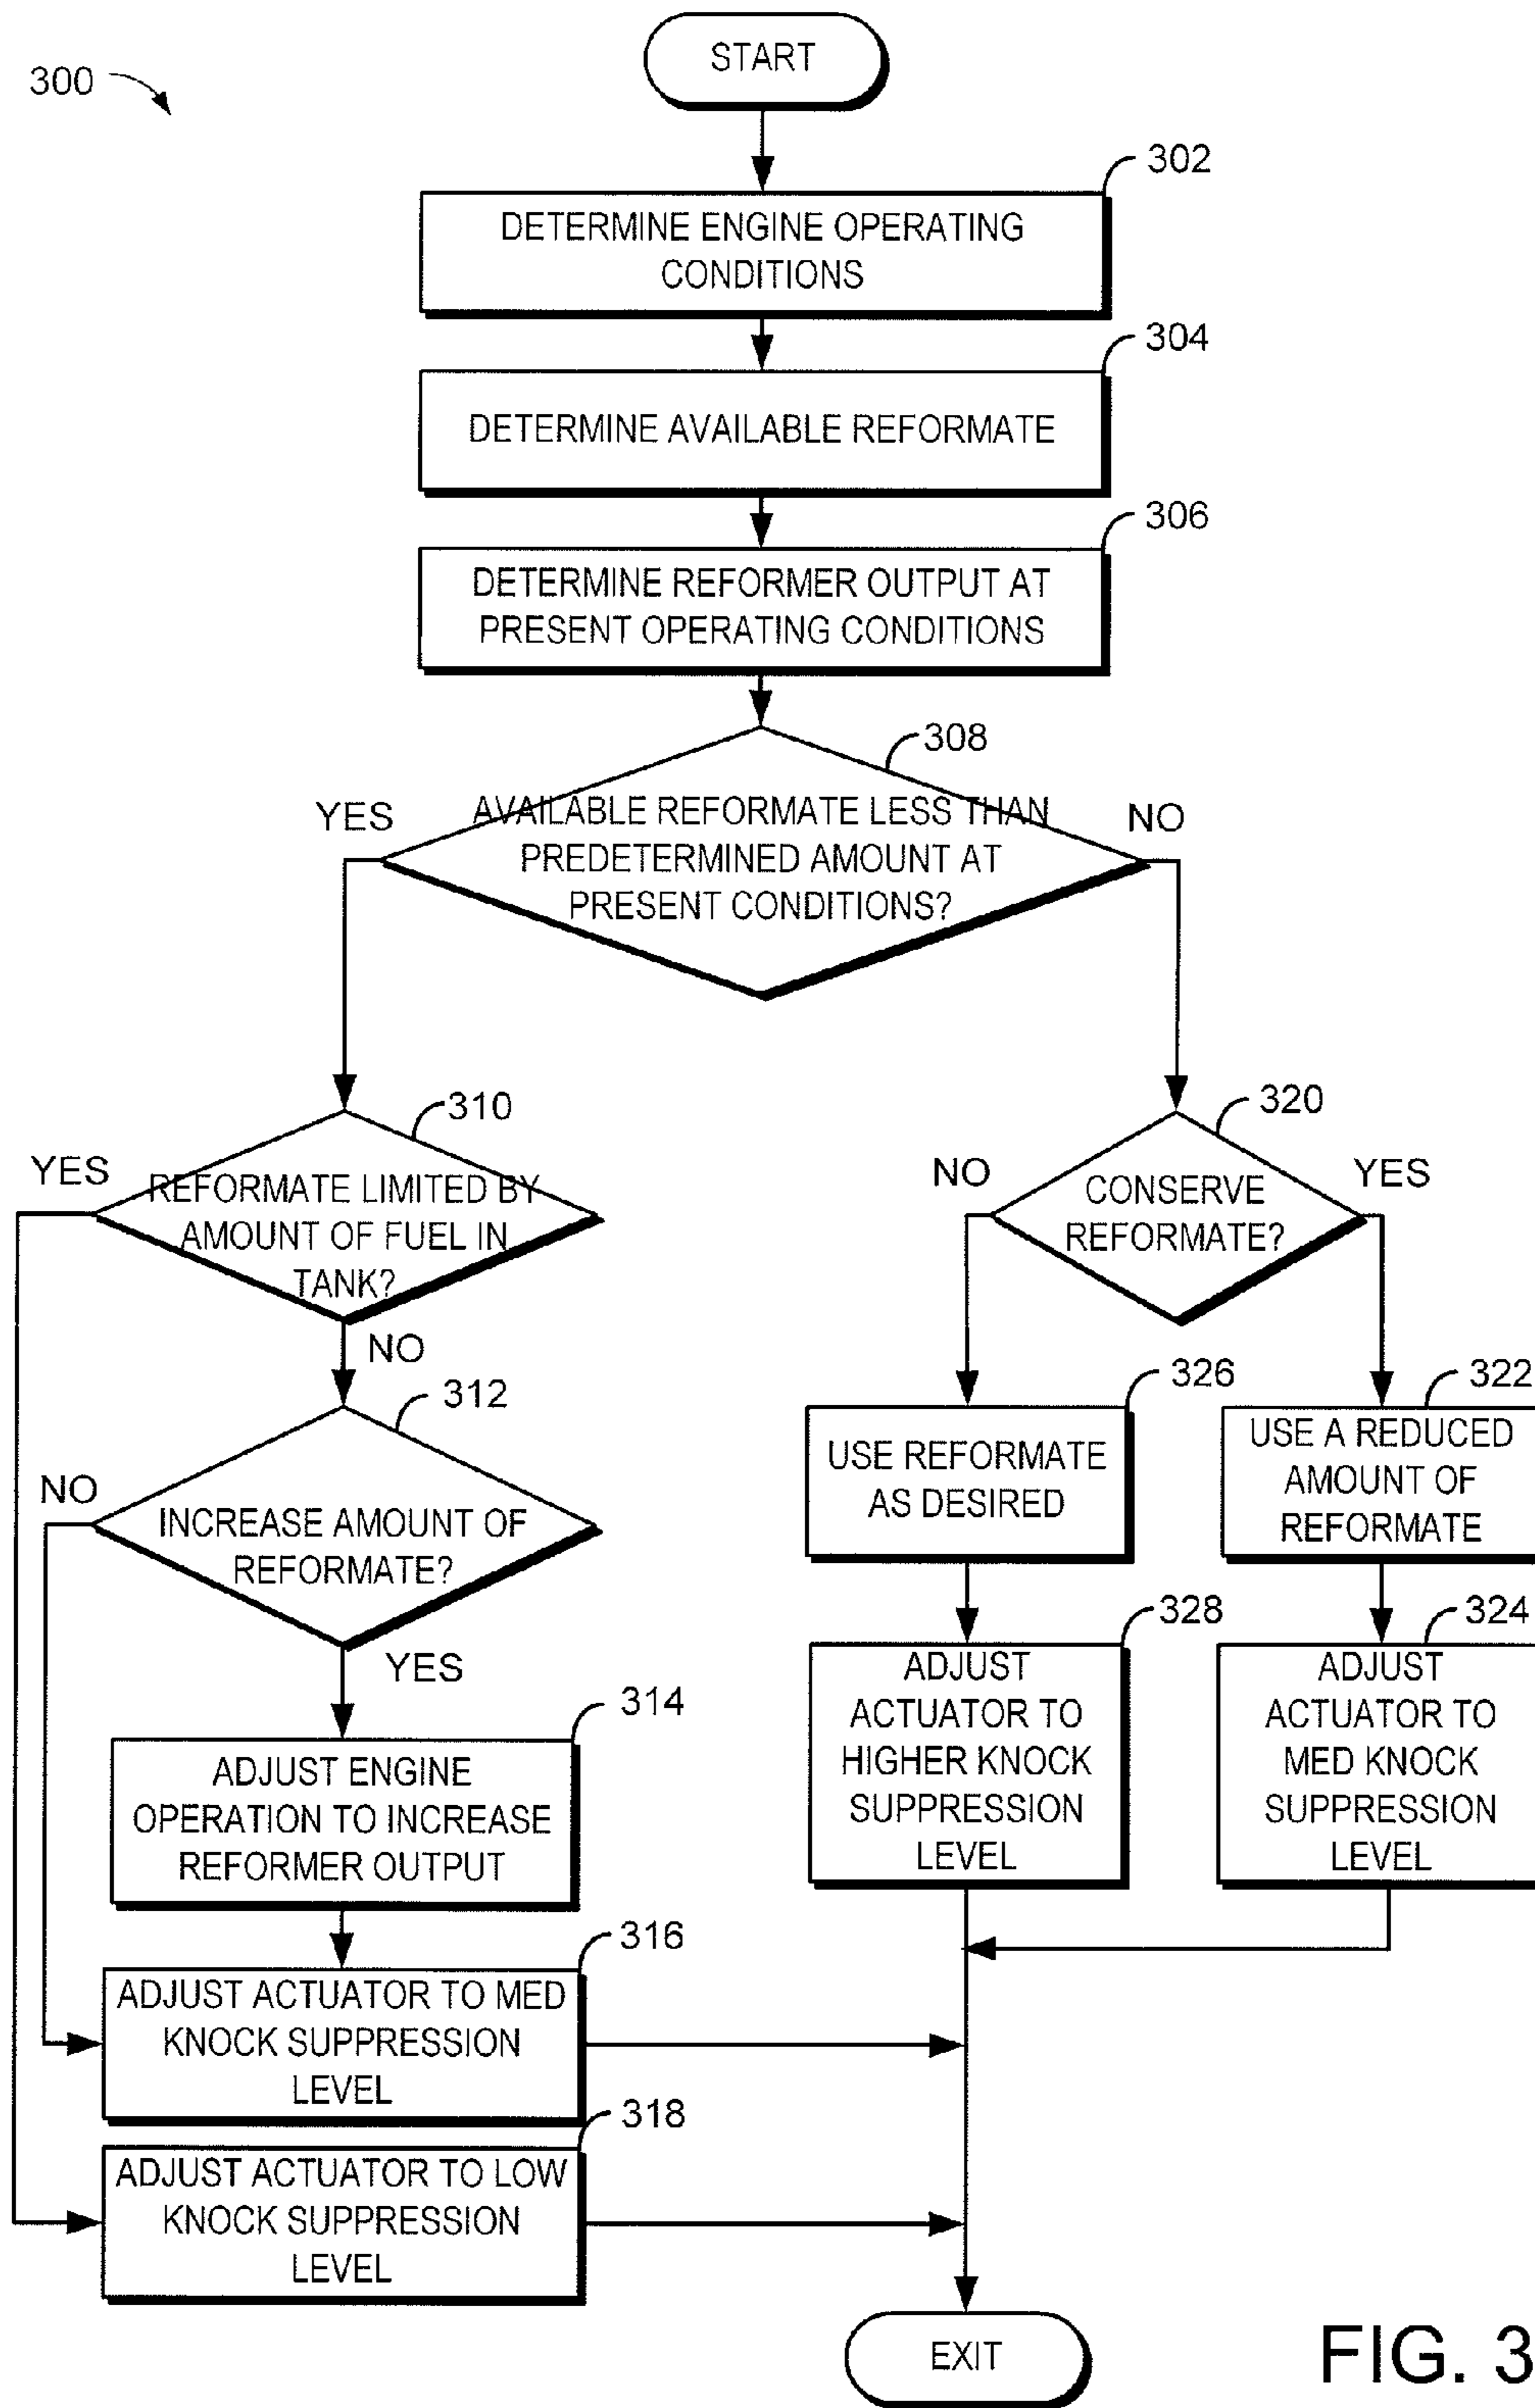 START
300
302
DETERMINE ENGINE OPERATING
CONDITIONS
304
DETERMINE AVAILABLE REFORMATE
306
DETERMINE REFORMER OUTPUT AT
PRESENT OPERATING CONDITIONS
308
YES
AVAILABLE REFORMATE LESS THAN
PREDETERMINED AMOUNT AT
PRESENT CONDITIONS?
NO
310
YES
REFORMATE LIMITED BY
AMOUNT OF FUEL IN
TANK?
NO
320
NO
CONSERVE
REFORMATE?
YES
312
NO
INCREASE AMOUNT OF
REFORMATE?
YES
326
USE REFORMATE
AS DESIRED
322
USE A REDUCED
AMOUNT OF
REFORMATE
314
ADJUST ENGINE
OPERATION TO INCREASE
REFORMER OUTPUT
328
ADJUST
ACTUATOR TO
HIGHER KNOCK
SUPPRESSION
LEVEL
324
ADJUST
ACTUATOR TO
MED KNOCK
SUPPRESSION
LEVEL
316
ADJUST ACTUATOR TO MED
KNOCK SUPPRESSION
LEVEL
318
ADJUST ACTUATOR TO LOW
KNOCK SUPPRESSION
LEVEL
EXIT
FIG. 3